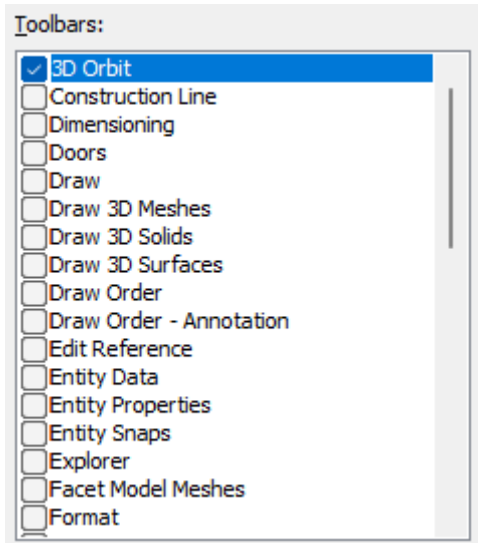 Toolbars:
3D Orbit
Construction Line
Dimensioning
Doors
Draw
Draw 3D Meshes
Draw 3D Solids
Draw 3D Surfaces
Draw Order
Draw Order - Annotation
Edit Reference
Entity Data
Entity Properties
Entity Snaps
Explorer
Facet Model Meshes
Format